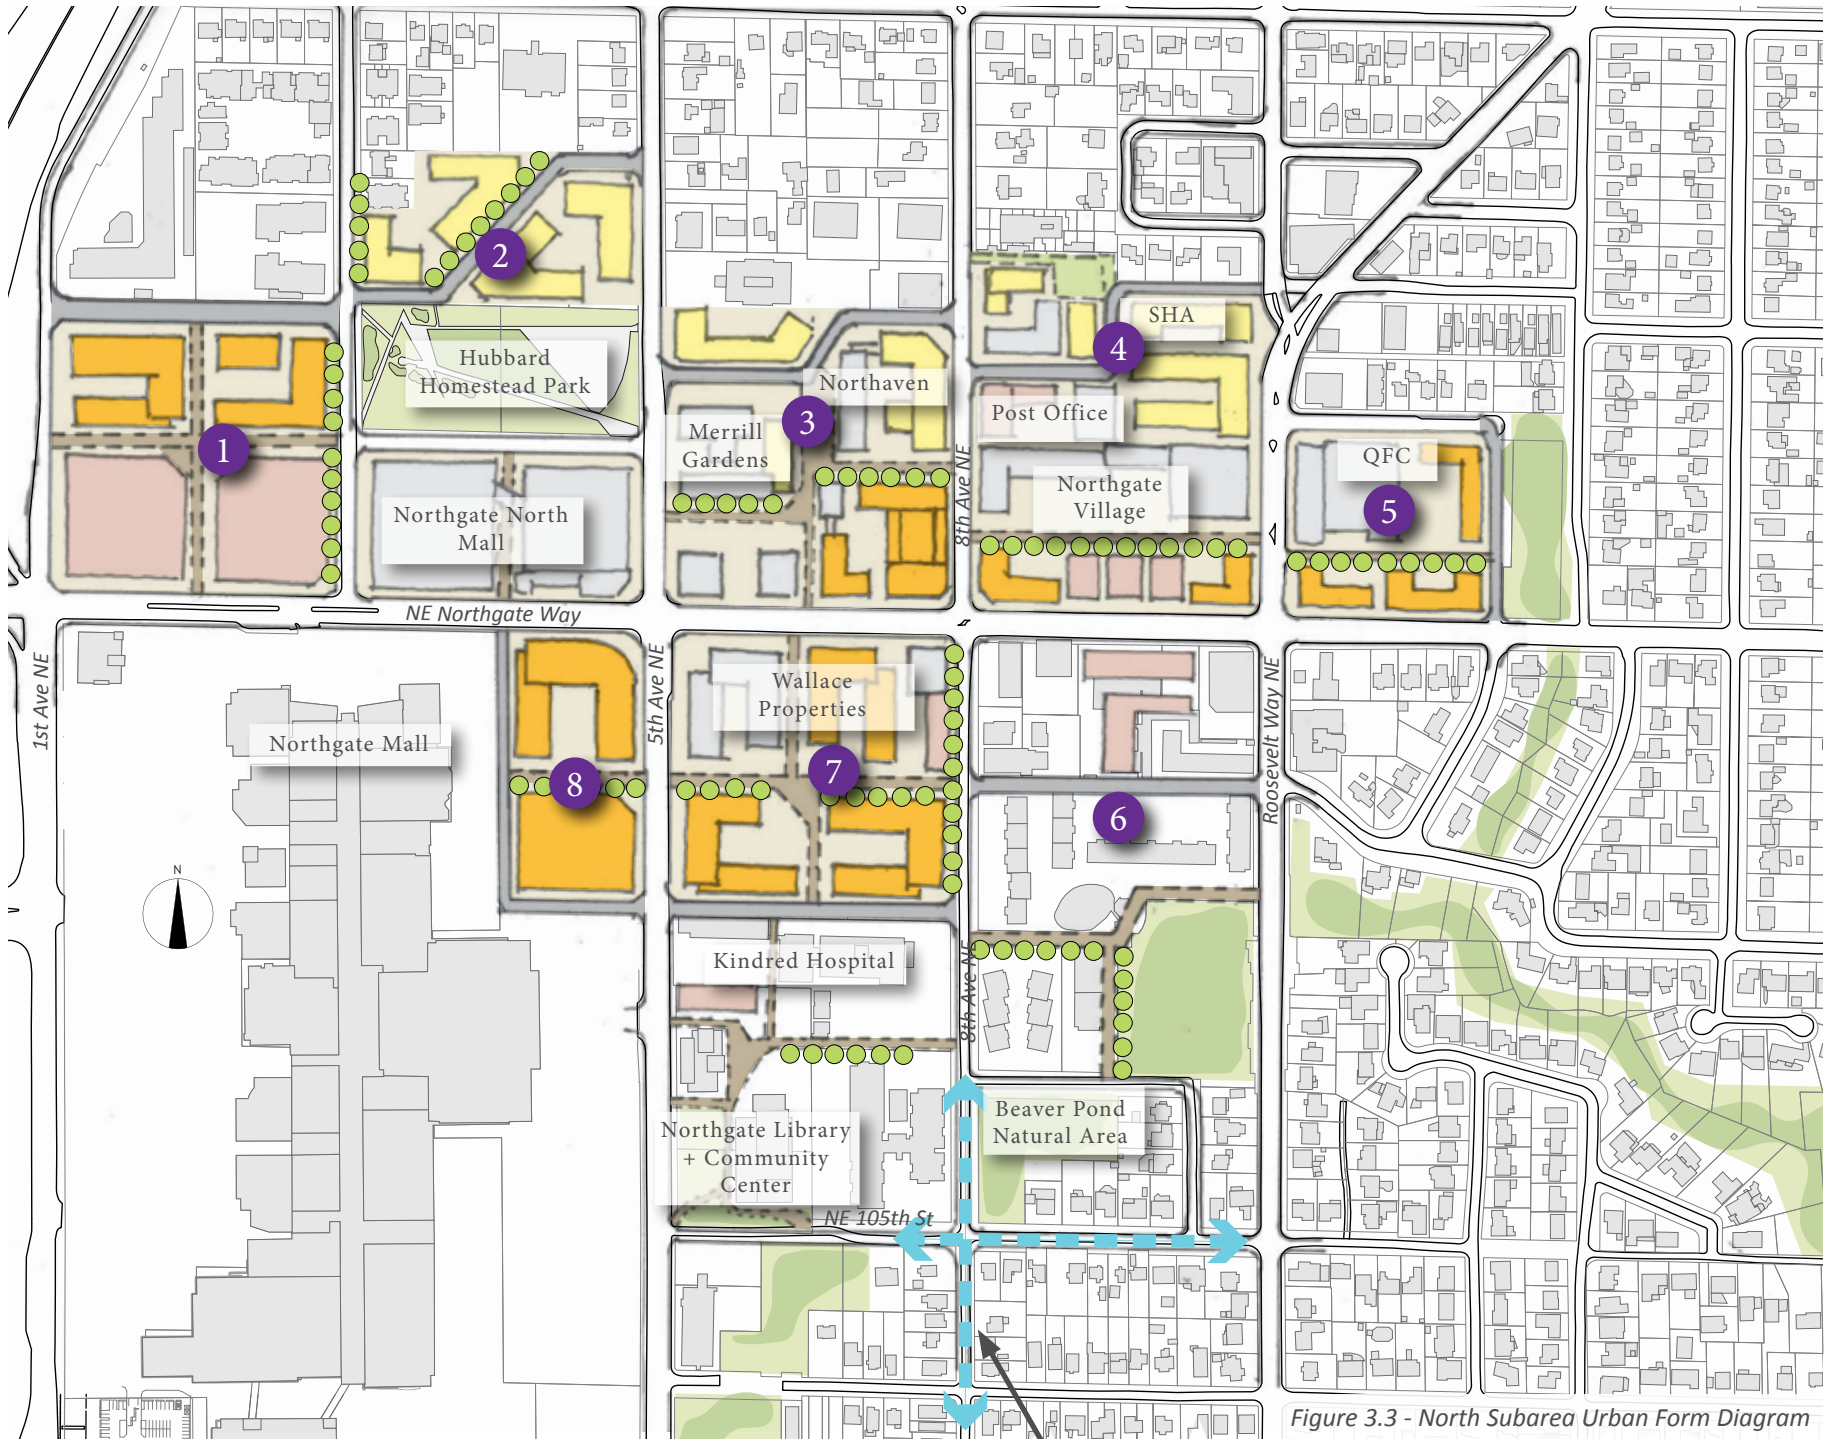 2
SHA
4
Hubbard
Homestead Park
Northaven
3
Post Office
Merrill
Gardens
1
8th Ave NE
QFC
5
Northgate
Village
Northgate North
Mall
NE Northgate Way
1st Ave NE
5th Ave NE
Roosevelt Way NE
Wallace
Properties
Northgate Mall
7
8
6
N
Kindred Hospital
8th Ave NE
Beaver Pond
Natural Area
Northgate Library
+ Community
Center
NE 105th St
Figure 3.3 - North Subarea Urban Form Diagram